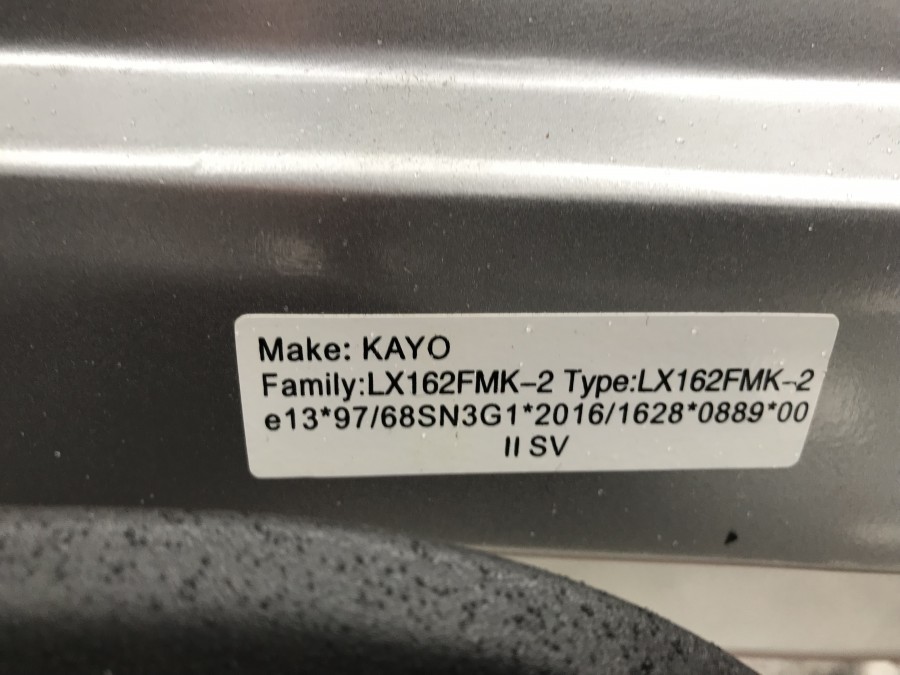 Make: KAYO
Family:LX162FMK-2 Type:LX162FMK-2
e13*97/68SN3G1*2016/1628*0889*00
II SV